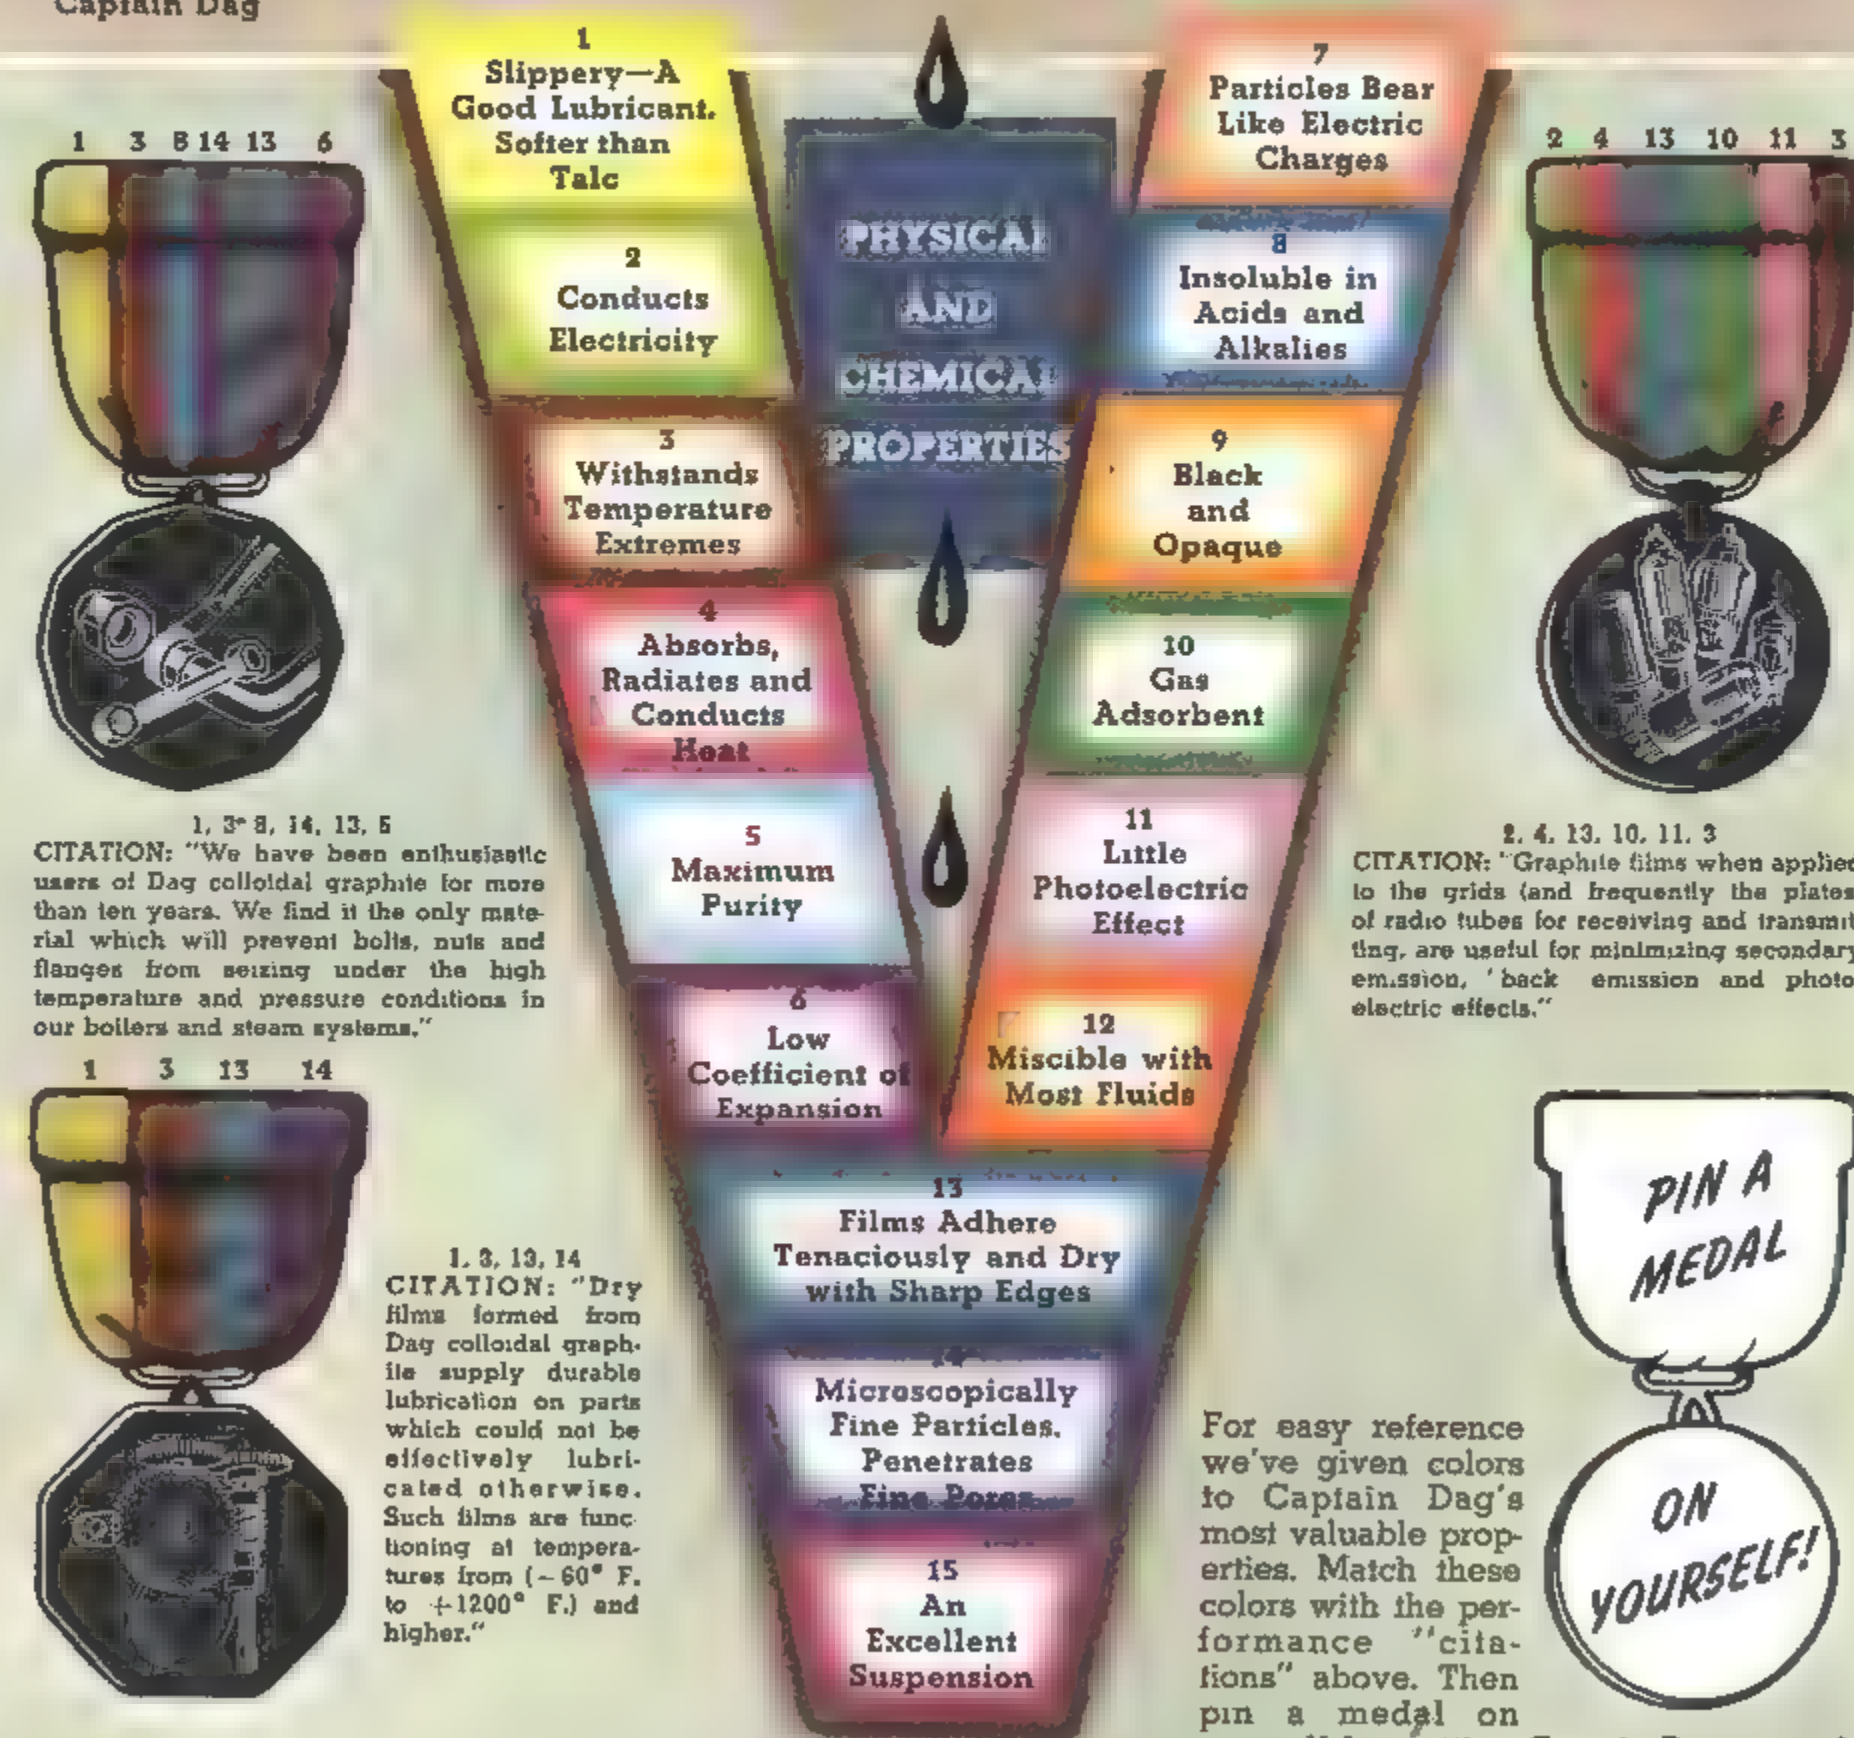 Captain Dag
1 3 8 14 13 6
1, 3, 8, 14, 13, 6
CITATION: "We have been enthusiastic
users of Dag colloidal graphite for more
than ten years. We find it the only mate-
rial which will prevent bolts, nuts and
flanges from seizing under the high
temperature and pressure conditions in
our boilers and steam systems."
1 3 13 14
1, 3, 13, 14
CITATION: "Dry
films formed from
Dag colloidal graph-
ite supply durable
lubrication on parts
which could not be
effectively lubri-
cated otherwise.
Such films are func-
tioning at tempera-
tures from (-60° F.
to +1200° F.) and
higher."
1
Slippery—A
Good Lubricant.
Softer than
Talc
2
Conducts
Electricity
3
Withstands
Temperature
Extremes
4
Absorbs,
Radiates and
Conducts
Heat
5
Maximum
Purity
6
Low
Coefficient of
Expansion
PHYSICAL
AND
CHEMICAL
PROPERTIES
7
Particles Bear
Like Electric
Charges
8
Insoluble in
Acids and
Alkalies
9
Black
and
Opaque
10
Gas
Adsorbent
11
Little
Photoelectric
Effect
12
Miscible with
Most Fluids
13
Films Adhere
Tenaciously and Dry
with Sharp Edges
14
Microscopically
Fine Particles.
Penetrates
Fine Pores
15
An
Excellent
Suspension
2 4 13 10 11 3
2, 4, 13, 10, 11, 3
CITATION: "Graphite films when applied
to the grids (and frequently the plates
of radio tubes for receiving and transmit
ting, are useful for minimizing secondary
emission, 'back emission and photo
electric effects."
PIN A
MEDAL
ON
YOURSELF!
For easy reference
we've given colors
to Captain Dag's
most valuable prop-
erties. Match these
colors with the per-
formance "cita-
tions" above. Then
pin a medal on